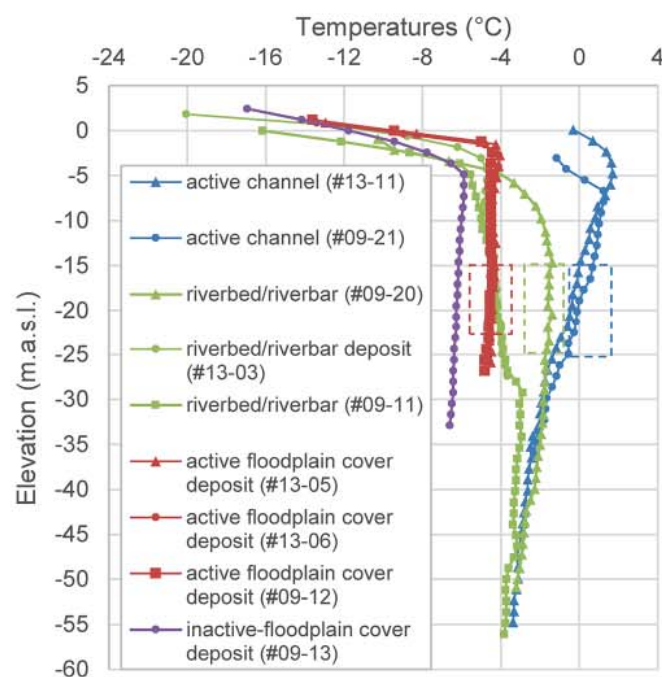 Temperatures (°C)
-24 -20 -16 -12 -8 -4 0 4
5
0
-5
-10
-15
-20
-25
-30
-35
-40
-45
-50
-55
-60
Elevation (m.a.s.l.)
active channel (#13-11)
active channel (#09-21)
riverbed/riverbar (#09-20)
riverbed/riverbar deposit
(#13-03)
riverbed/riverbar (#09-11)
active floodplain cover
deposit (#13-05)
active floodplain cover
deposit (#13-06)
active floodplain cover
deposit (#09-12)
inactive-floodplain cover
deposit (#09-13)